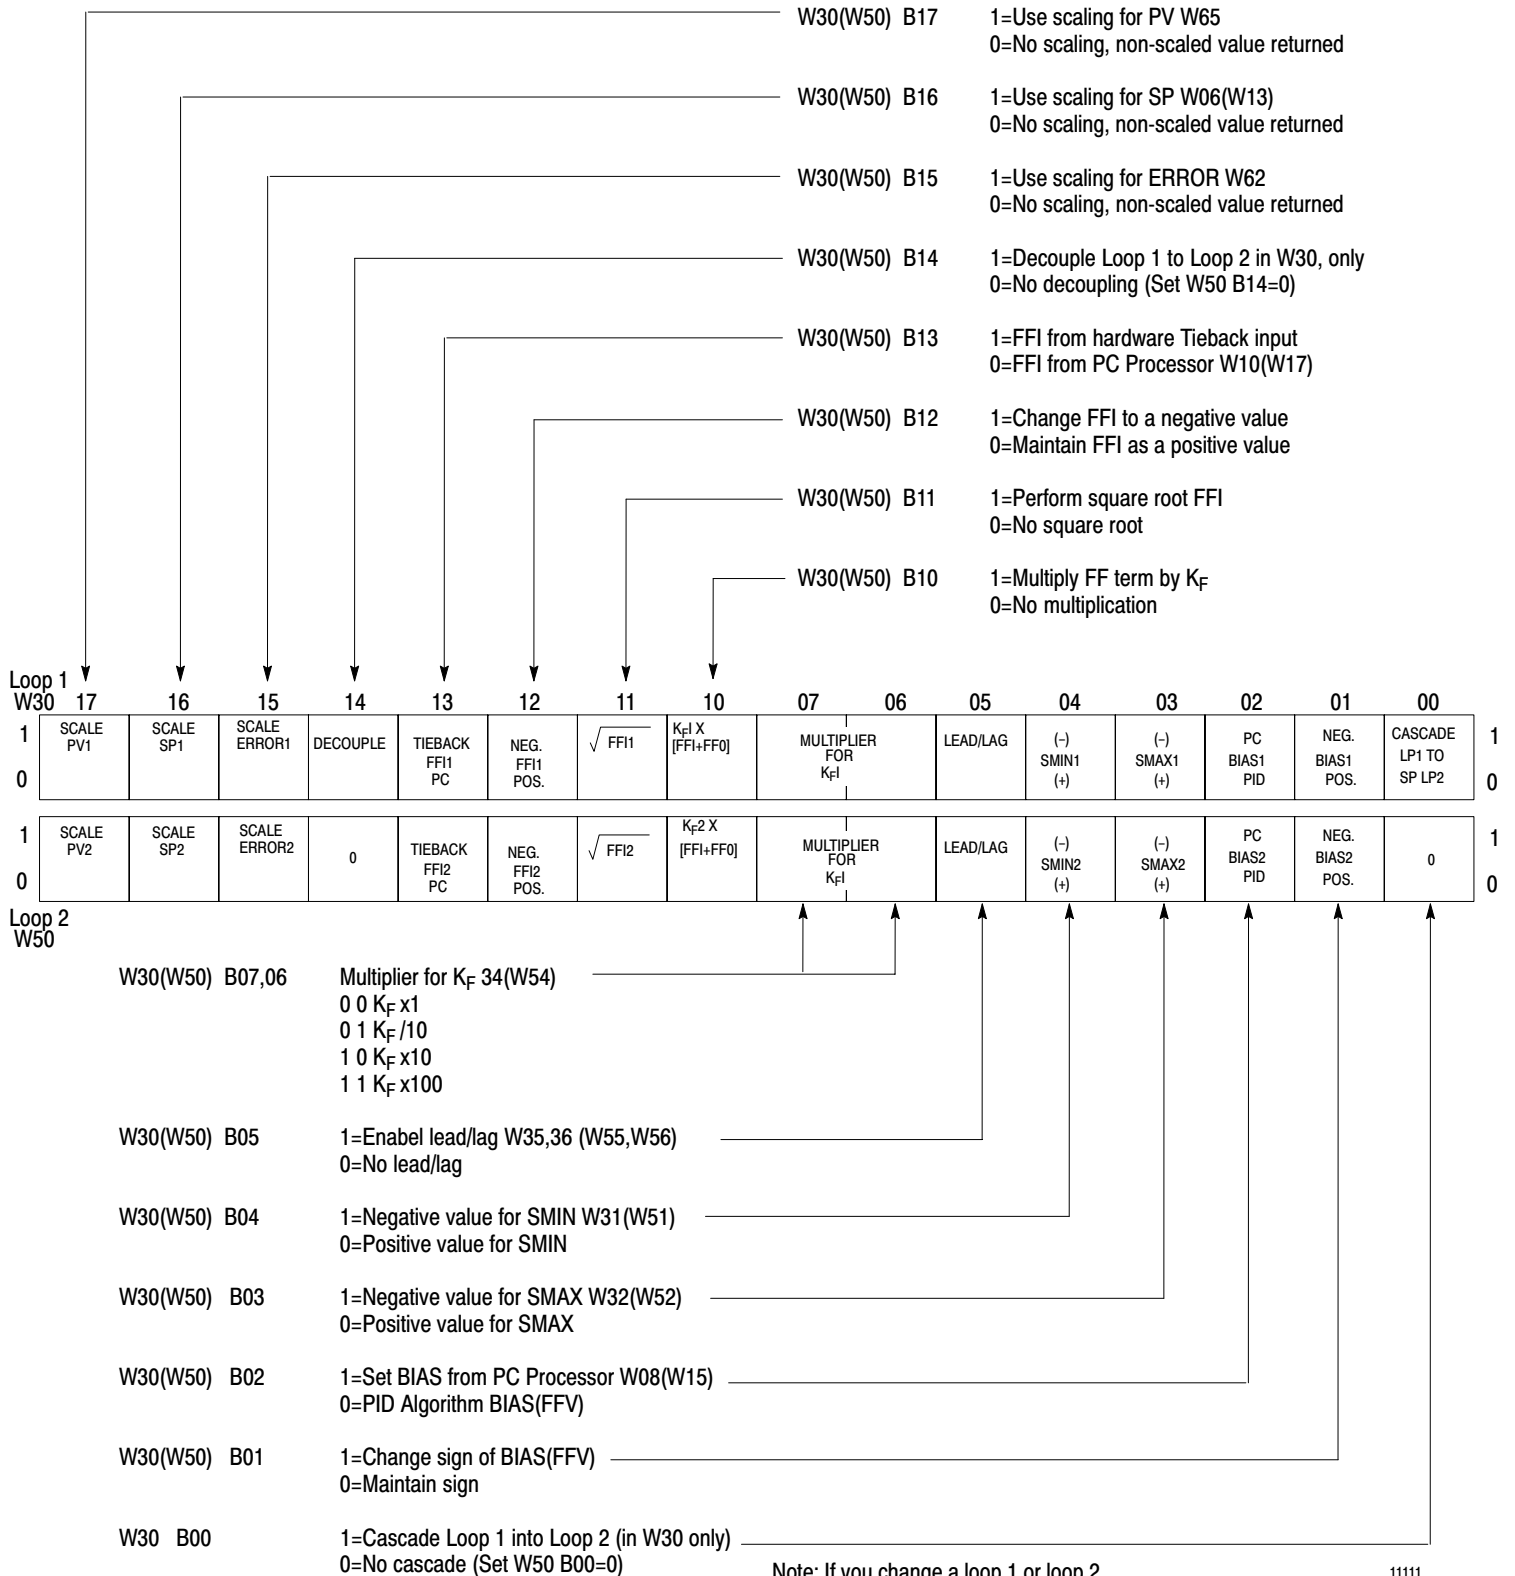 W30(W50) B17 1=Use scaling for PV W65
0=No scaling, non-scaled value returned
W30(W50) B16 1=Use scaling for SP W06(W13)
0=No scaling, non-scaled value returned
W30(W50) B15 1=Use scaling for ERROR W62
0=No scaling, non-scaled value returned
W30(W50) B14 1=Decouple Loop 1 to Loop 2 in W30, only
0=No decoupling (Set W50 B14=0)
W30(W50) B13 1=FFI from hardware Tieback input
0=FFI from PC Processor W10(W17)
W30(W50) B12 1=Change FFI to a negative value
0=Maintain FFI as a positive value
W30(W50) B11 1=Perform square root FFI
0=No square root
W30(W50) B10 1=Multiply FF term by KF
0=No multiplication
Loop 1
W30 17 16 15 14 13 12 11 10 07 06 05 04 03 02 01 00
1 SCALE PV1 SCALE SP1 SCALE ERROR1 DECOUPLE TIEBACK FFI1 PC NEG. FFI1 POS. √FFI1 KFI X [FFI+FF0] MULTIPLIER FOR KFI LEAD/LAG (–) SMIN1 (+) (–) SMAX1 (+) PC BIAS1 PID NEG. BIAS1 POS. CASCADE LP1 TO SP LP2 1
0 0
1 SCALE PV2 SCALE SP2 SCALE ERROR2 0 TIEBACK FFI2 PC NEG. FFI2 POS. √FFI2 KF2 X [FFI+FF0] MULTIPLIER FOR KFI LEAD/LAG (–) SMIN2 (+) (–) SMAX2 (+) PC BIAS2 PID NEG. BIAS2 POS. 0 1
0 0
Loop 2
W50
W30(W50) B07,06 Multiplier for KF 34(W54)
0 0 KF x1
0 1 KF /10
1 0 KF x10
1 1 KF x100
W30(W50) B05 1=Enabel lead/lag W35,36 (W55,W56)
0=No lead/lag
W30(W50) B04 1=Negative value for SMIN W31(W51)
0=Positive value for SMIN
W30(W50) B03 1=Negative value for SMAX W32(W52)
0=Positive value for SMAX
W30(W50) B02 1=Set BIAS from PC Processor W08(W15)
0=PID Algorithm BIAS(FFV)
W30(W50) B01 1=Change sign of BIAS(FFV)
0=Maintain sign
W30 B00 1=Cascade Loop 1 into Loop 2 (in W30 only)
0=No cascade (Set W50 B00=0)
Note: If you change a loop 1 or loop 2
11111